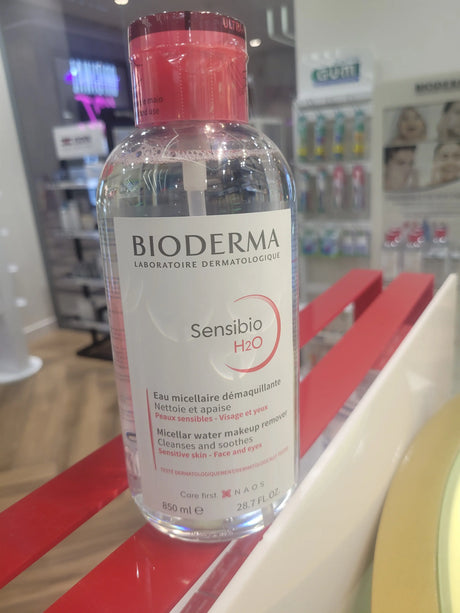 GUM
BIODERMA
BIODERMA
LABORATOIRE DERMATOLOGIQUE
Sensibio
H2O
Eau micellaire démaquillante
Nettoie et apaise
Peaux sensibles - Visage et yeux
Micellar water makeup remover
Cleanses and soothes
Sensitive skin - Face and eyes
Care first. NAOS
850 ml ℮ 28.7 FL.OZ.